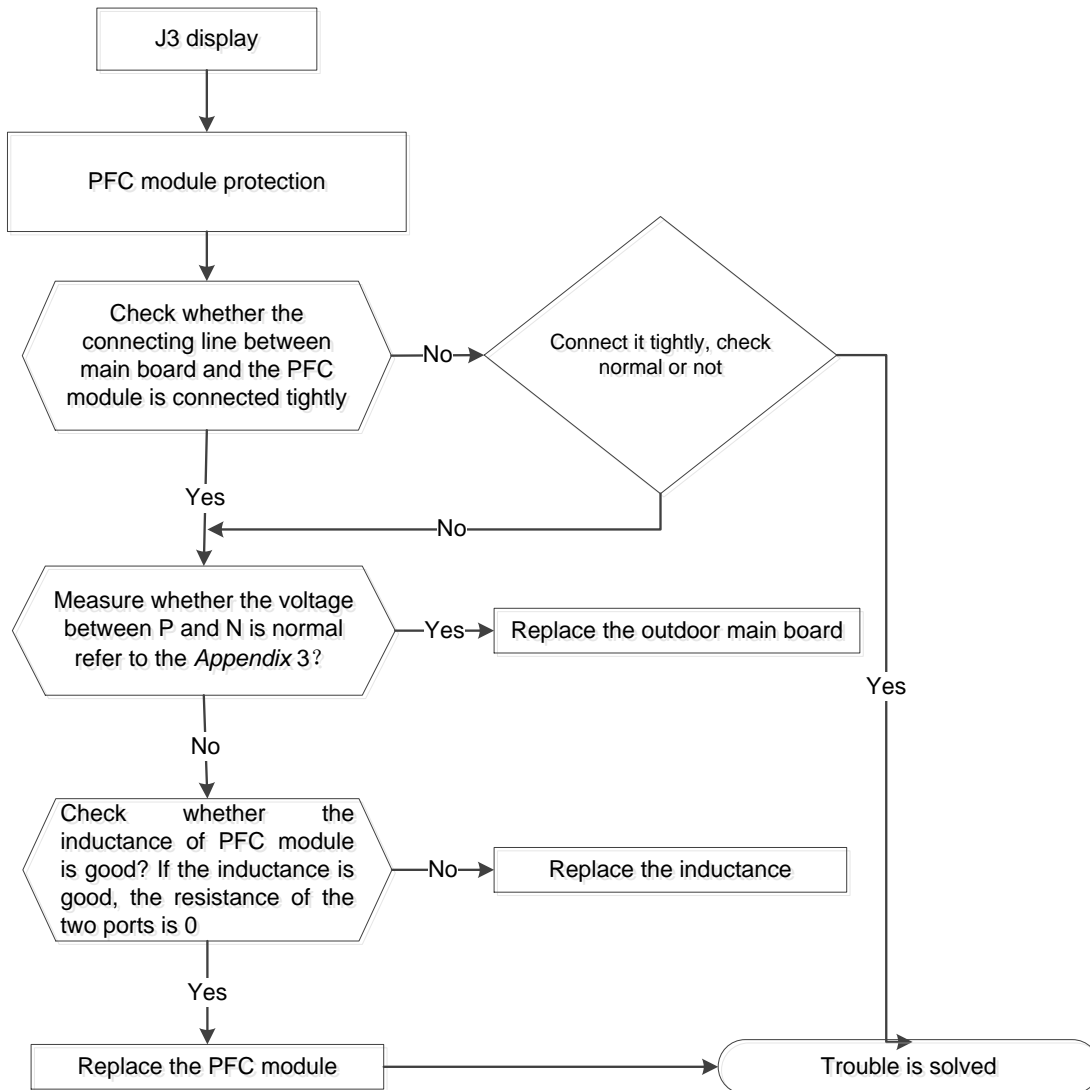 J3 display
PFC module protection
Check whether the
connecting line between
main board and the PFC
module is connected tightly
No
Connect it tightly, check
normal or not
Yes
No
Measure whether the voltage
between P and N is normal
refer to the Appendix 3?
Yes
Replace the outdoor main board
Yes
No
Check whether the
inductance of PFC module
is good? If the inductance is
good, the resistance of the
two ports is 0
No
Replace the inductance
Yes
Replace the PFC module
Trouble is solved